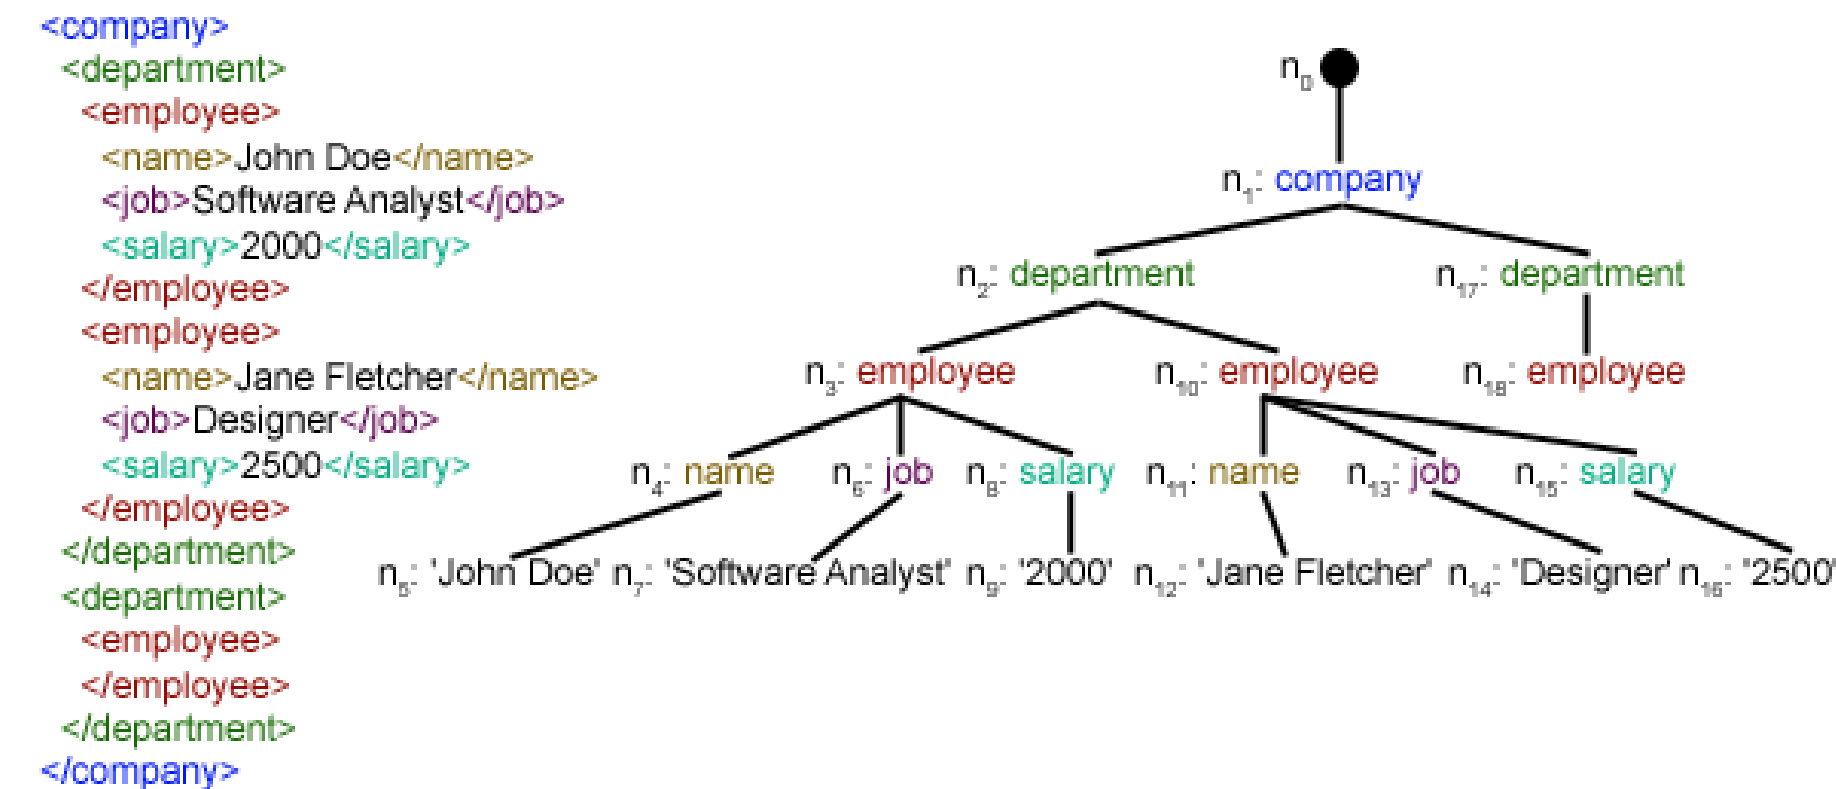 <company>
<department>
<employee>
<name>John Doe</name>
<job>Software Analyst</job>
<salary>2000</salary>
</employee>
<employee>
<name>Jane Fletcher</name>
<job>Designer</job>
<salary>2500</salary>
</employee>
</department>
<department>
<employee>
</employee>
</department>
</company>
n0
n1: company
n2: department n17: department
n3: employee n10: employee n18: employee
n4: name n6: job n8: salary n11: name n13: job n15: salary
n5: 'John Doe' n7: 'Software Analyst' n9: '2000' n12: 'Jane Fletcher' n14: 'Designer' n16: '2500'